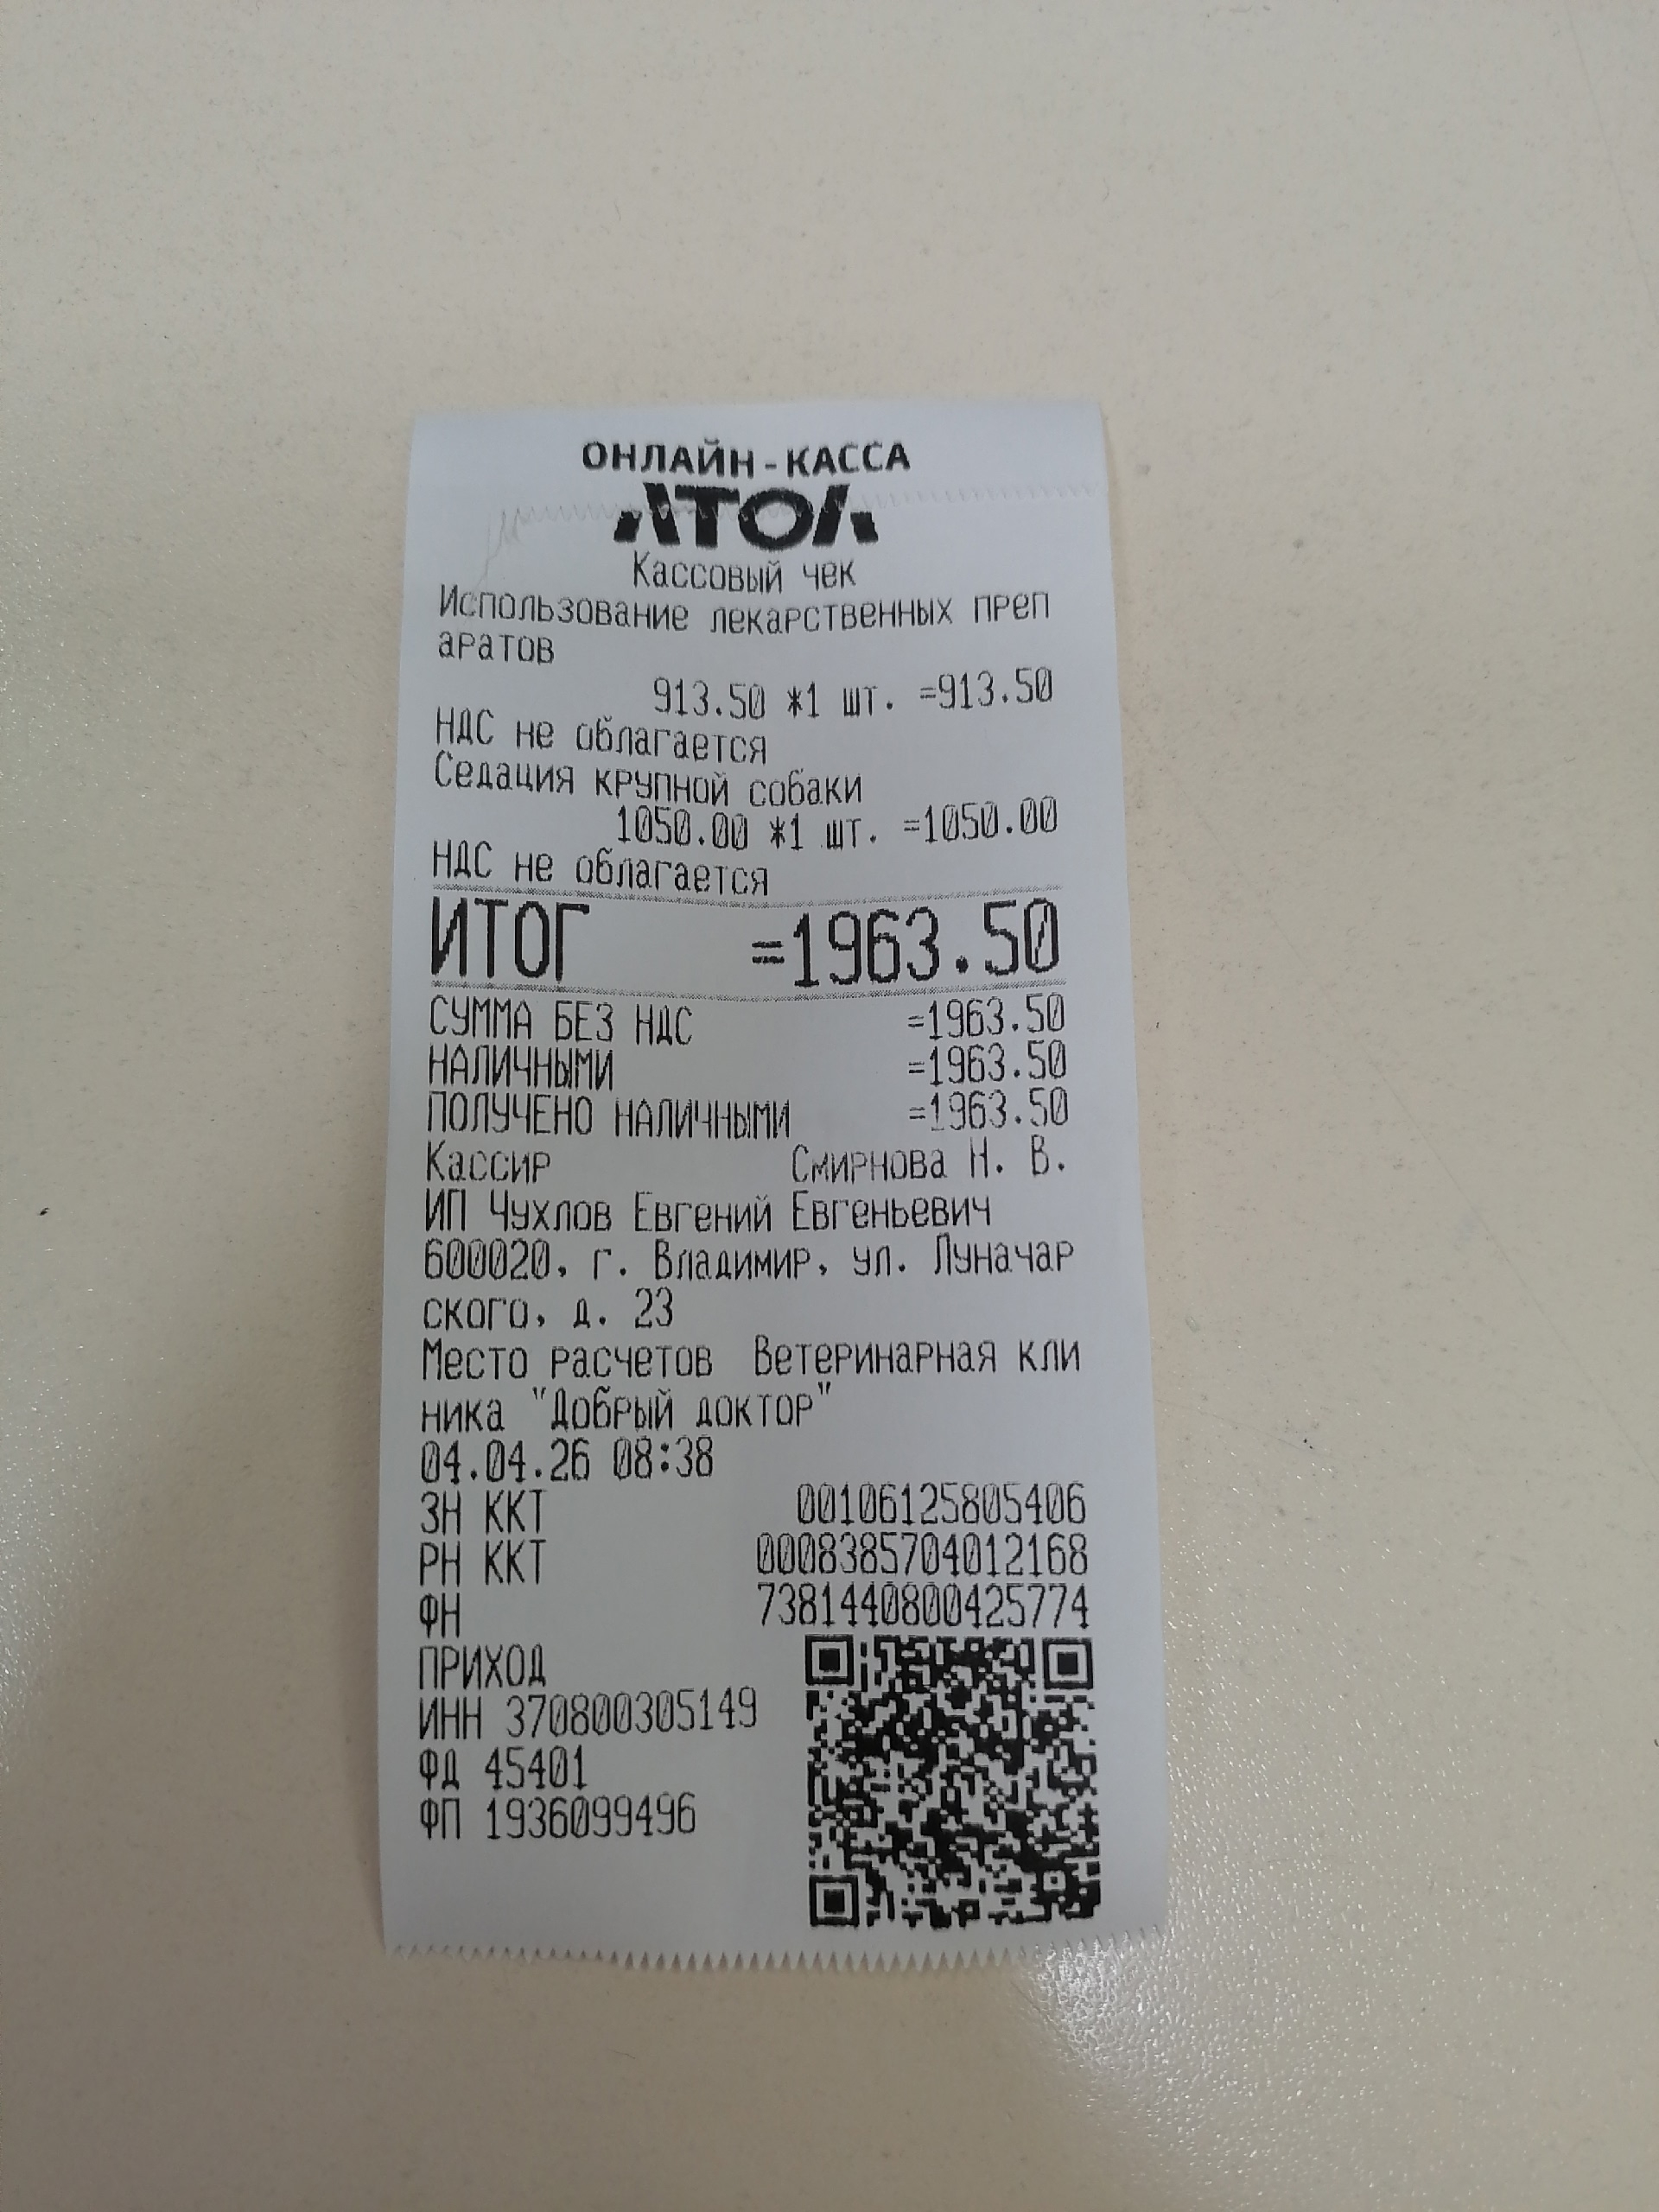 ОНЛАЙН-КАССА
АТОЛ
Кассовый чек
Использование лекарственных преп
аратов
913.50 *1 шт. =913.50
НДС не облагается
Седация крупной собаки
1050.00 *1 шт. =1050.00
НДС не облагается
ИТОГ =1963.50
СУММА БЕЗ НДС =1963.50
НАЛИЧНЫМИ =1963.50
ПОЛУЧЕНО НАЛИЧНЫМИ =1963.50
Кассир Смирнова Н. В.
ИП Чухлов Евгений Евгеньевич
600020, г. Владимир, ул. Луначар
ского, д. 23
Место расчетов Ветеринарная кли
ника "Добрый доктор"
04.04.26 08:38
ЗН ККТ 00106125805406
РН ККТ 0008385704012168
ФН 7381440800425774
ПРИХОД
ИНН 370800305149
ФД 45401
ФП 1936099496